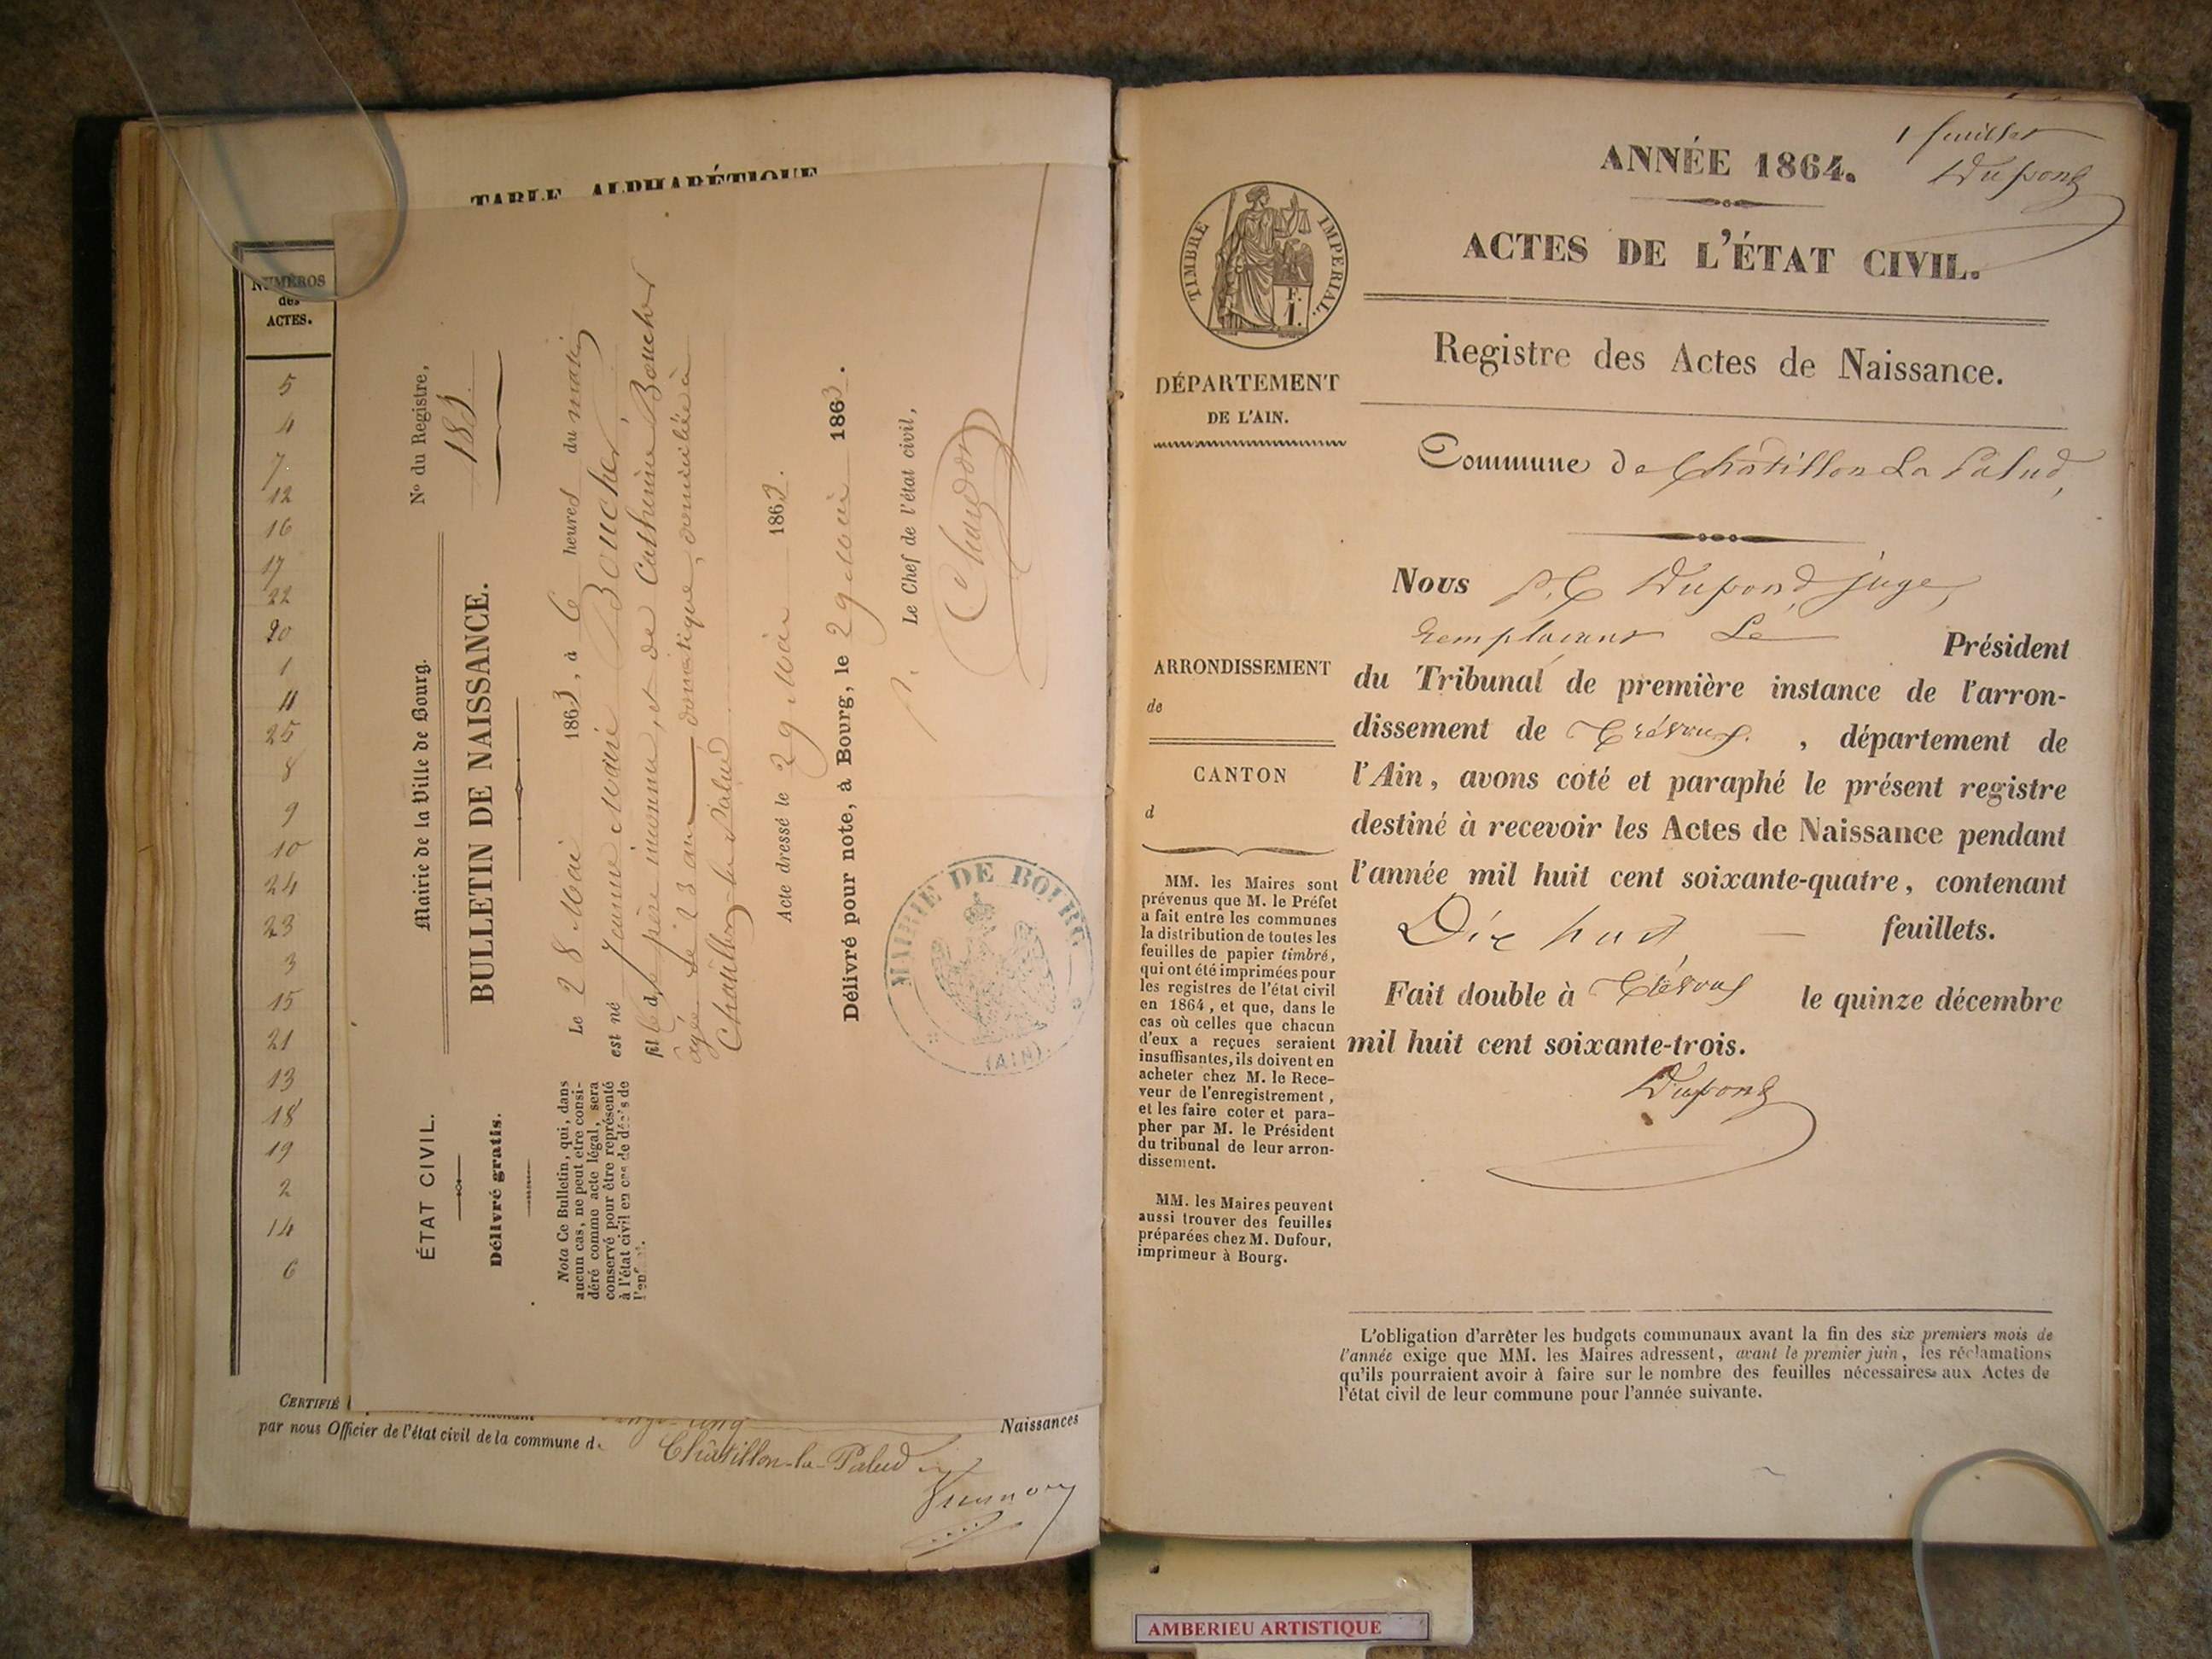 TABLE ALPHABÉTIQUE
NUMÉROS
des
ACTES.
5
4
7
12
16
17
22
20
1
11
25
8
9
10
24
23
3
15
21
13
18
19
2
14
6
CERTIFIÉ
Naissances
par nous Officier de l'état civil de la commune d
Châtillon-la-Palud
ÉTAT CIVIL.
Délivré gratis.
Nota Ce Bulletin, qui, dans
aucun cas, ne peut etre consi-
déré comme acte légal, sera
conservé pour être représenté
à l'état civil en cas de décès de
l'enfant.
Mairie de la Ville de Bourg.
N° du Registre,
183
BULLETIN DE NAISSANCE.
Le 28 Mai 1863, à 6 heures du matin
est né Jeanne Marie Boucher,
fille de père inconnu, et de Catherine Boucher
âgée de 23 ans domestique, domiciliée à
Chatillon-la-Palud
Acte dressé le 29 Mai 1863.
Délivré pour note, à Bourg, le 29 Mai 1863.
Le Chef de l'état civil,
MAIRIE DE BOURG
(AIN)
1 feuillet
Dupond
ANNÉE 1864.
ACTES DE L'ÉTAT CIVIL.
TIMBRE IMPÉRIAL.
F.
1.
Registre des Actes de Naissance.
DÉPARTEMENT
DE L'AIN.
Commune de Châtillon La Palud,
Nous Dupond, juge,
remplaçant Le Président
du Tribunal de première instance de l'arron-
dissement de Trévoux, département de
l'Ain, avons coté et paraphé le présent registre
destiné à recevoir les Actes de Naissance pendant
l'année mil huit cent soixante-quatre, contenant
Dix huit feuillets.
Fait double à Trévoux le quinze décembre
mil huit cent soixante-trois.
Dupond
ARRONDISSEMENT
de
CANTON
d
MM. les Maires sont
prévenus que M. le Préfet
a fait entre les communes
la distribution de toutes les
feuilles de papier timbré,
qui ont été imprimées pour
les registres de l'état civil
en 1864, et que, dans le
cas où celles que chacun
d'eux a reçues seraient
insuffisantes, ils doivent en
acheter chez M. le Rece-
veur de l'enregistrement,
et les faire coter et para-
pher par M. le Président
du tribunal de leur arron-
dissement.
MM. les Maires peuvent
aussi trouver des feuilles
préparées chez M. Dufour,
imprimeur à Bourg.
L'obligation d'arrêter les budgets communaux avant la fin des six premiers mois de
l'année exige que MM. les Maires adressent, avant le premier juin, les réclamations
qu'ils pourraient avoir à faire sur le nombre des feuilles nécessaires aux Actes de
l'état civil de leur commune pour l'année suivante.
AMBERIEU ARTISTIQUE